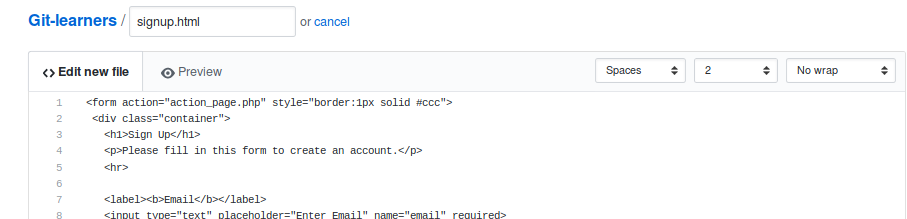 Git-learners / signup.html or cancel
Edit new file Preview Spaces 2 No wrap
1 <form action="action_page.php" style="border:1px solid #ccc">
2 <div class="container">
3 <h1>Sign Up</h1>
4 <p>Please fill in this form to create an account.</p>
5 <hr>
6
7 <label><b>Email</b></label>
8 <input type="text" placeholder="Enter Email" name="email" required>